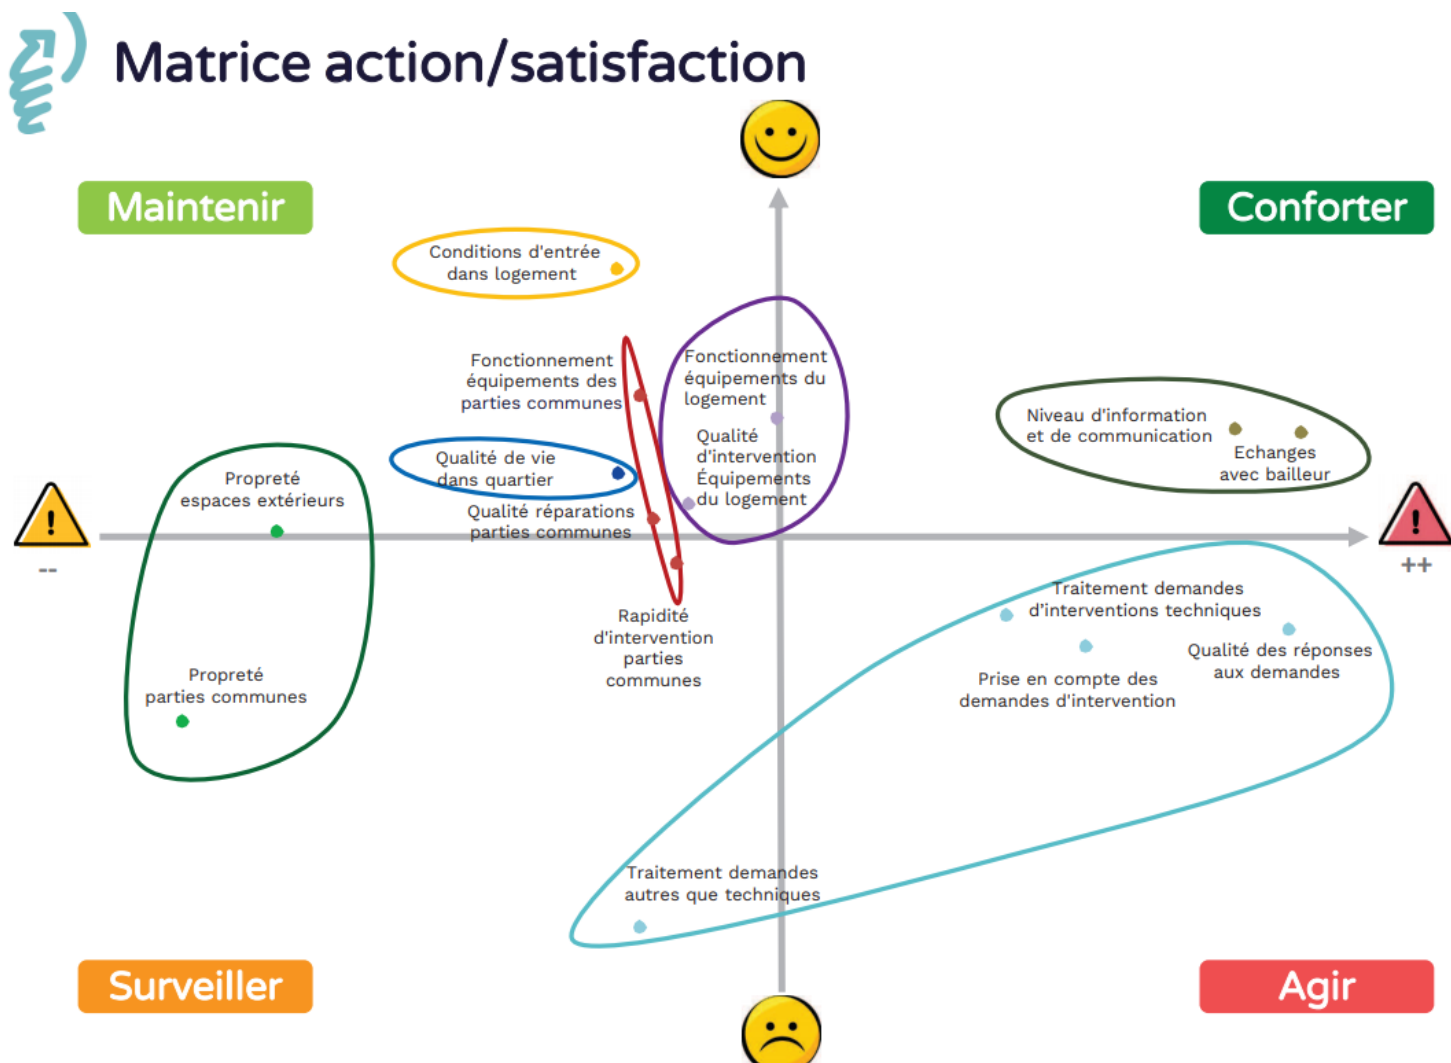 Matrice action/satisfaction
Maintenir
Conforter
Conditions d'entrée
dans logement
Fonctionnement
équipements des
parties communes
Fonctionnement
équipements du
logement
Niveau d'information
et de communication
Echanges
avec bailleur
Qualité
d'intervention
Équipements
du logement
Qualité de vie
dans quartier
Propreté
espaces extérieurs
Qualité réparations
parties communes
!
--
!
++
Traitement demandes
d'interventions techniques
Rapidité
d'intervention
parties
communes
Qualité des réponses
aux demandes
Prise en compte des
demandes d'intervention
Propreté
parties communes
Traitement demandes
autres que techniques
Surveiller
Agir